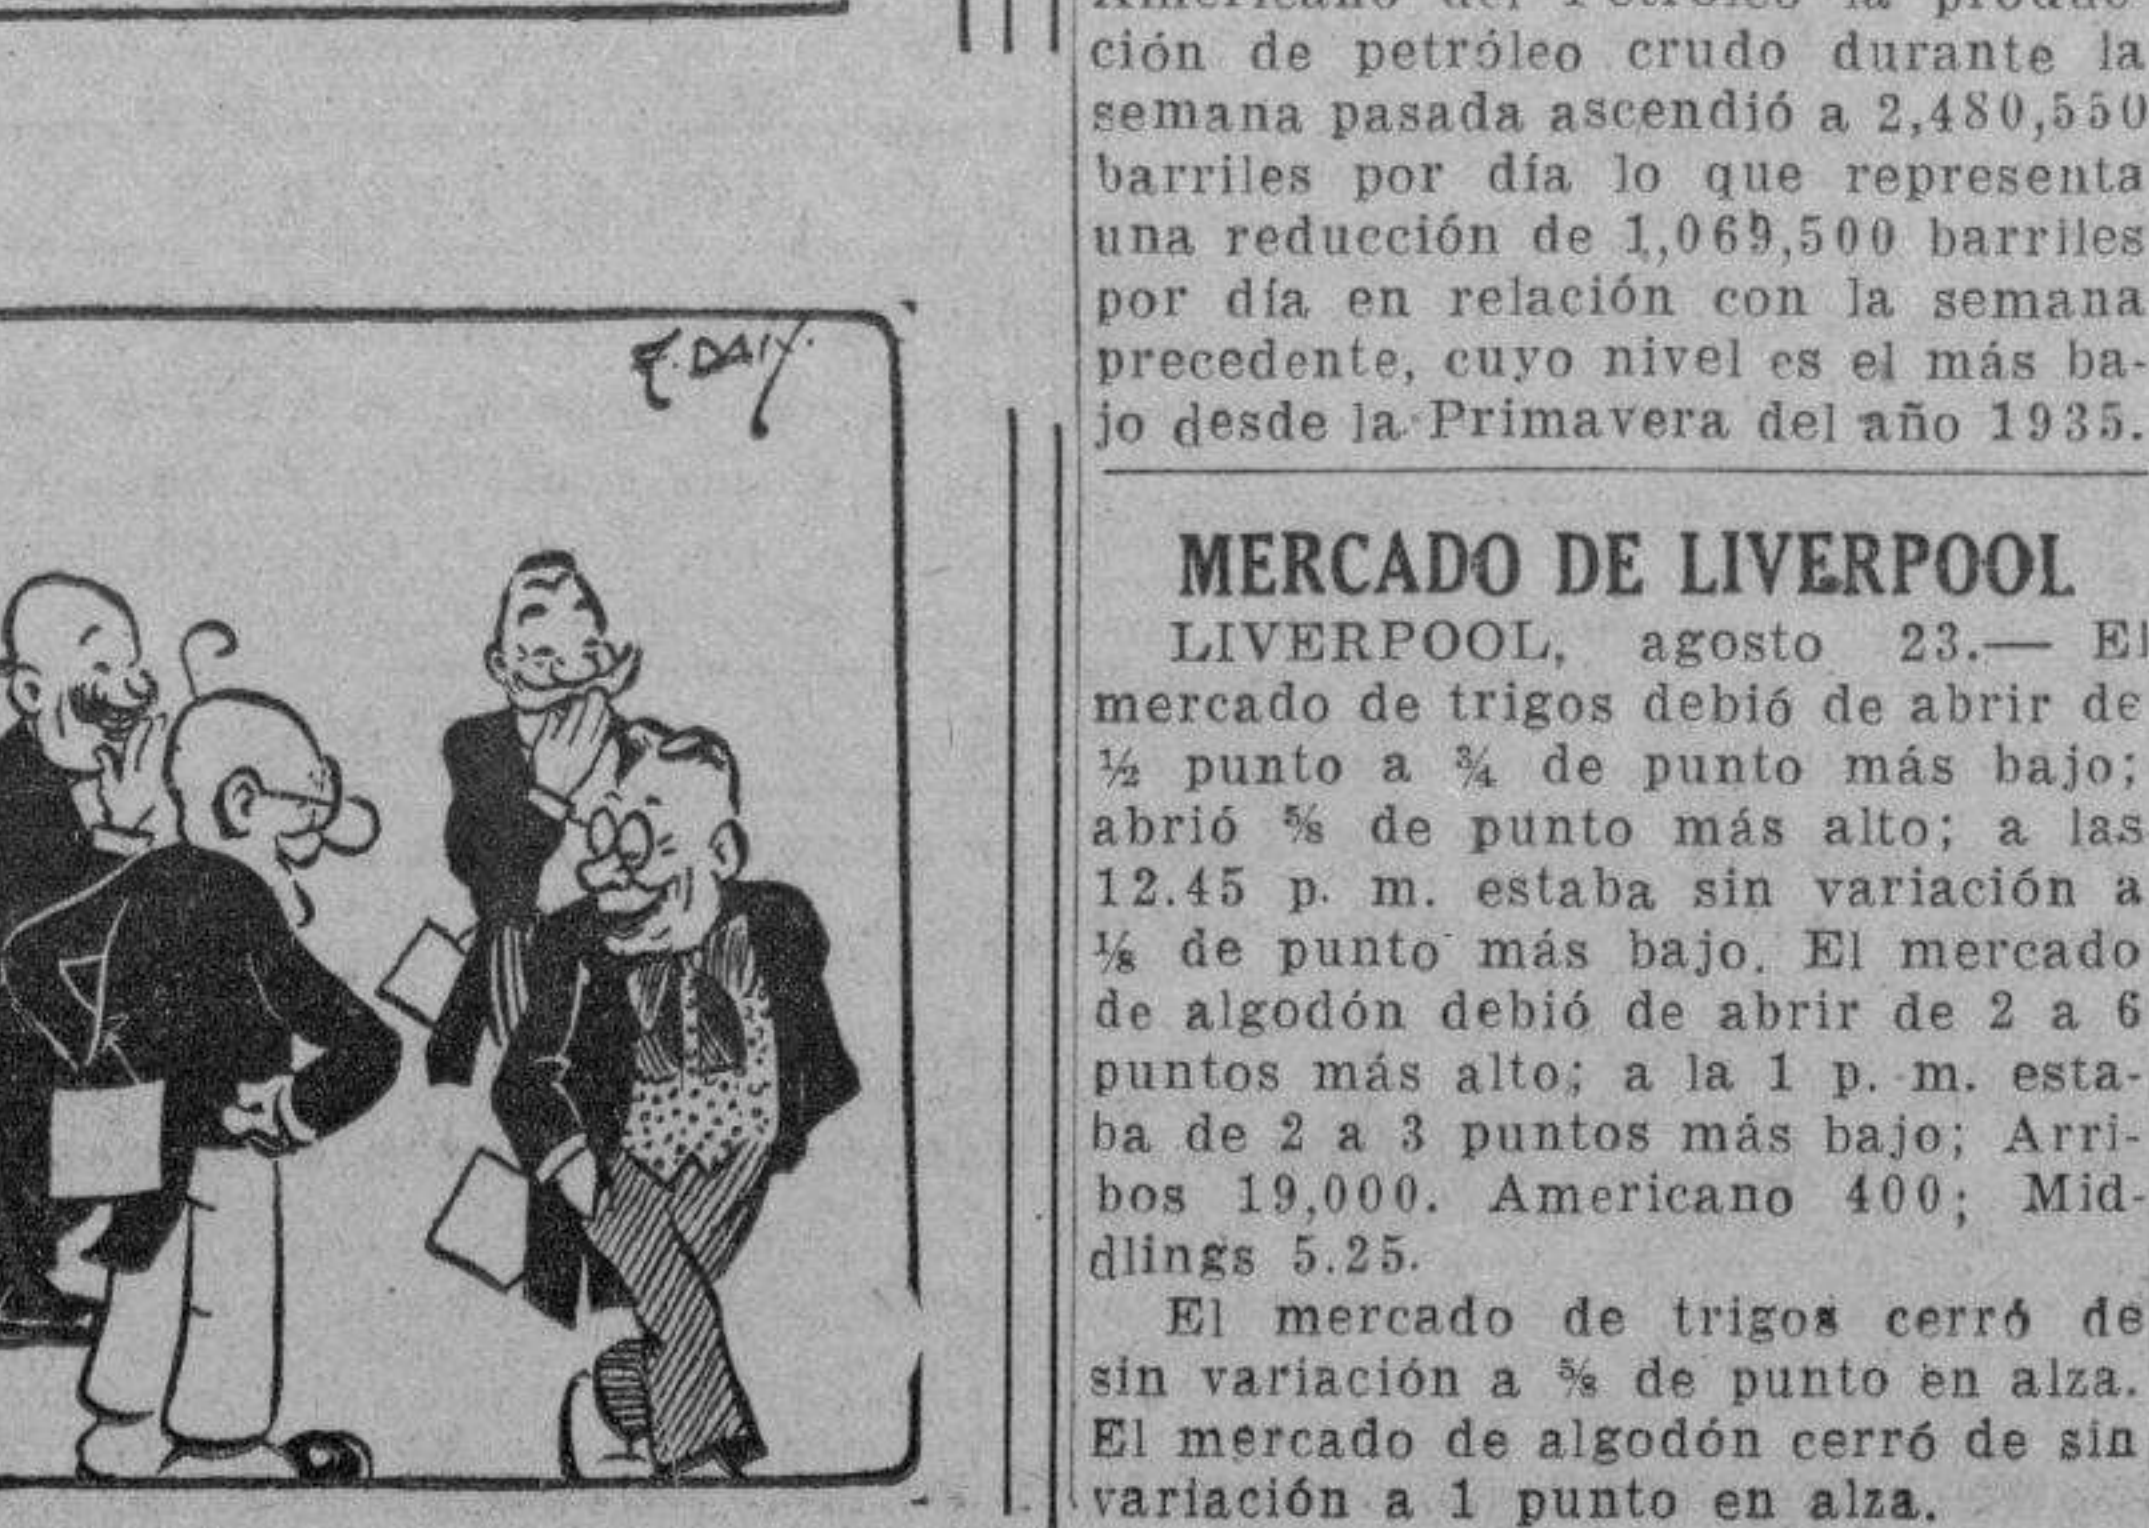 E. DALY.
Americano del Petróleo la produc-
ción de petróleo crudo durante la
semana pasada ascendió a 2,480,550
barriles por día lo que representa
una reducción de 1,069,500 barriles
por día en relación con la semana
precedente, cuyo nivel es el más ba-
jo desde la Primavera del año 1935.
MERCADO DE LIVERPOOL
LIVERPOOL, agosto 23.— El
mercado de trigos debió de abrir de
½ punto a ¾ de punto más bajo;
abrió ⅝ de punto más alto; a las
12.45 p. m. estaba sin variación a
⅛ de punto más bajo. El mercado
de algodón debió de abrir de 2 a 6
puntos más alto; a la 1 p. m. esta-
ba de 2 a 3 puntos más bajo; Arri-
bos 19,000. Americano 400; Mid-
dlings 5.25.
El mercado de trigos cerró de
sin variación a ⅝ de punto en alza.
El mercado de algodón cerró de sin
variación a 1 punto en alza.